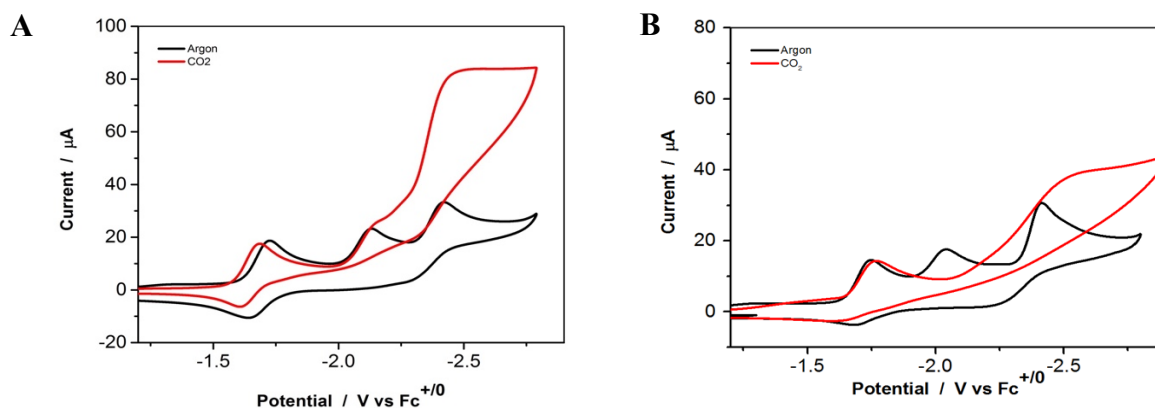 A
100
80
60
40
20
0
-20
Current / μA
Argon
CO2
-1.5
-2.0
-2.5
Potential / V vs Fc+/0
B
80
60
40
20
0
Current / μA
Argon
CO₂
-1.5
-2.0
-2.5
Potential / V vs Fc+/0